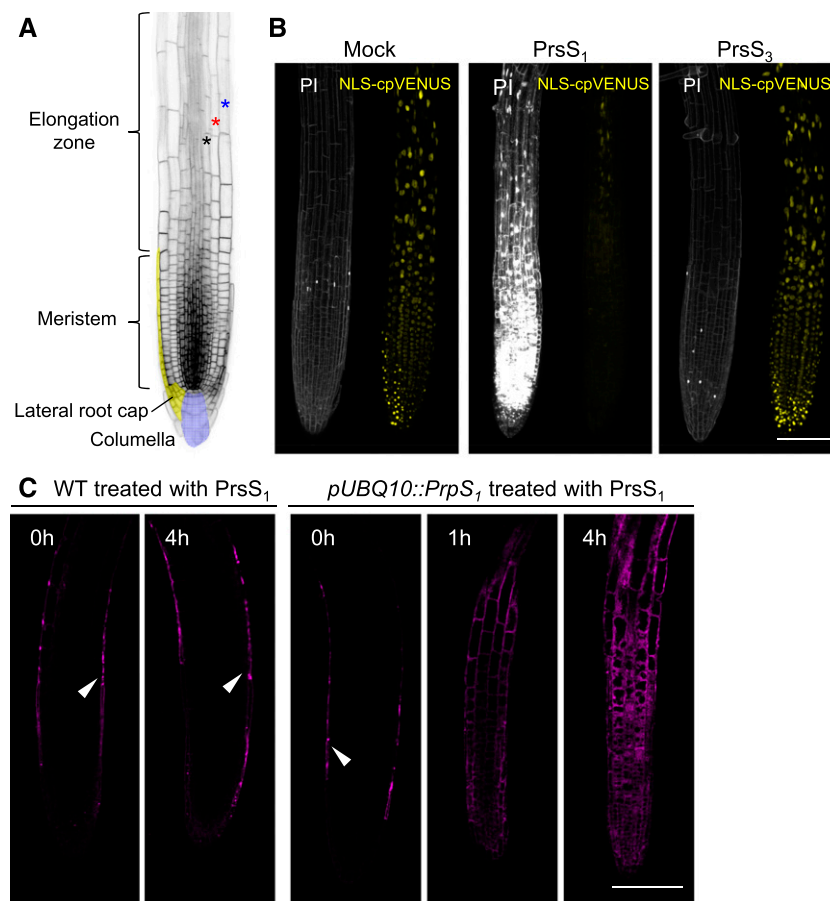 A
Elongation
zone
*
*
*
Meristem
Lateral root cap
Columella
B
Mock
PrsS1
PrsS3
PI
NLS-cpVENUS
PI
NLS-cpVENUS
PI
NLS-cpVENUS
C
WT treated with PrsS1
pUBQ10::PrpS1 treated with PrsS1
0h
4h
0h
1h
4h